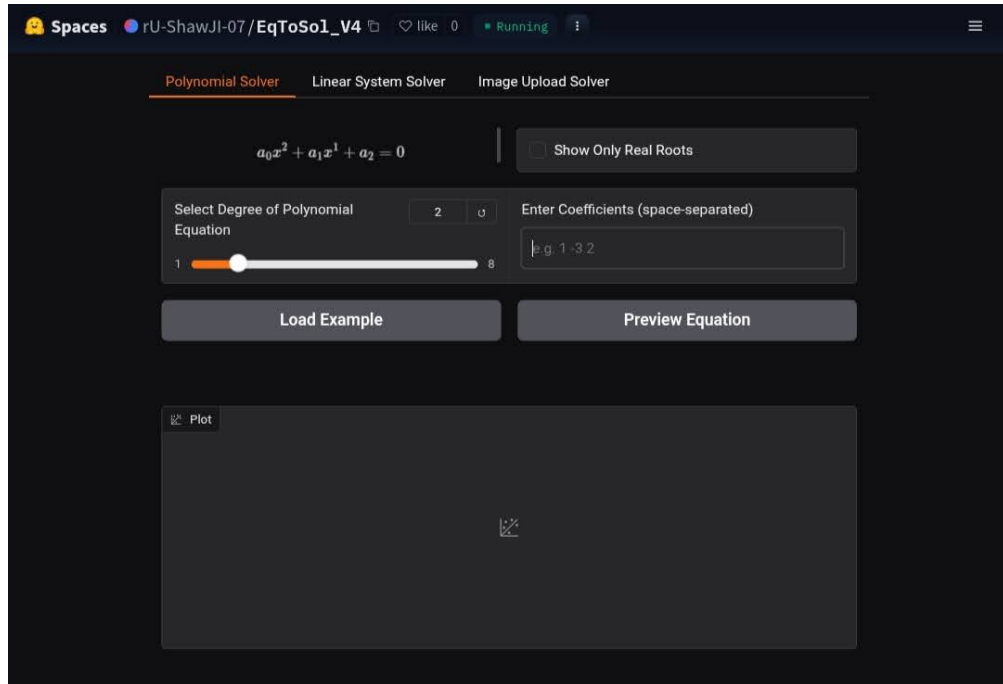 Spaces rU-ShawJI-07/EqToSol_V4 like 0 Running
Polynomial Solver Linear System Solver Image Upload Solver
a₀x² + a₁x¹ + a₂ = 0 Show Only Real Roots
Select Degree of Polynomial Equation 2
1 8
Enter Coefficients (space-separated)
e.g. 1 -3 2
Load Example Preview Equation
Plot